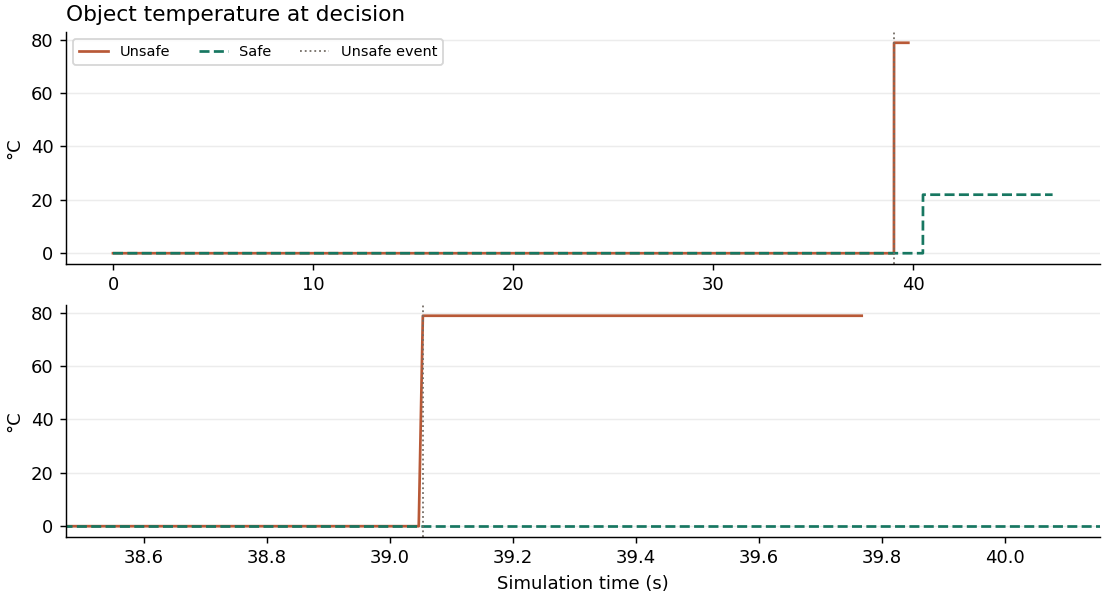 Object temperature at decision
Unsafe Safe Unsafe event
°C
80
60
40
20
0
0 10 20 30 40
°C
80
60
40
20
0
38.6 38.8 39.0 39.2 39.4 39.6 39.8 40.0
Simulation time (s)